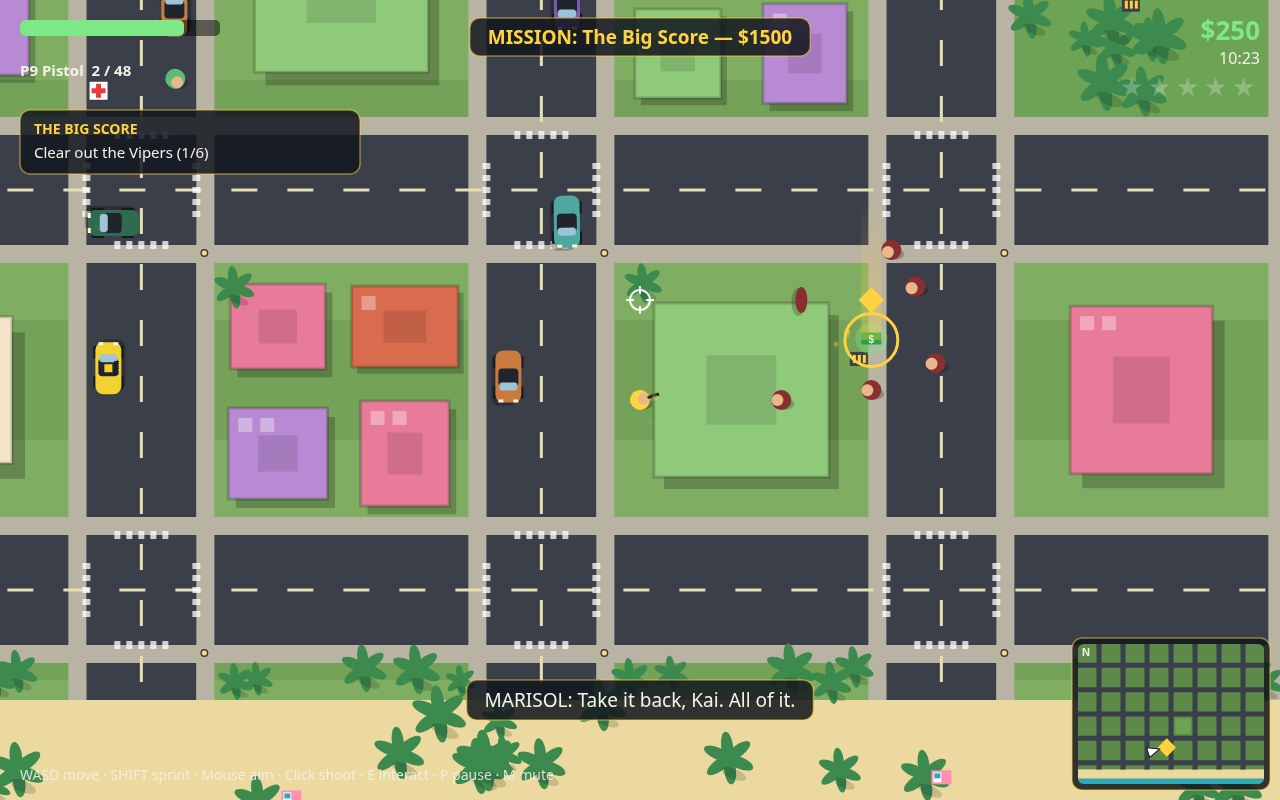 MISSION: The Big Score — $1500
$250
10:23
P9 Pistol 2 / 48
THE BIG SCORE
Clear out the Vipers (1/6)
$
MARISOL: Take it back, Kai. All of it.
N
WASD move · SHIFT sprint · Mouse aim · Click shoot · E interact · P pause · M mute